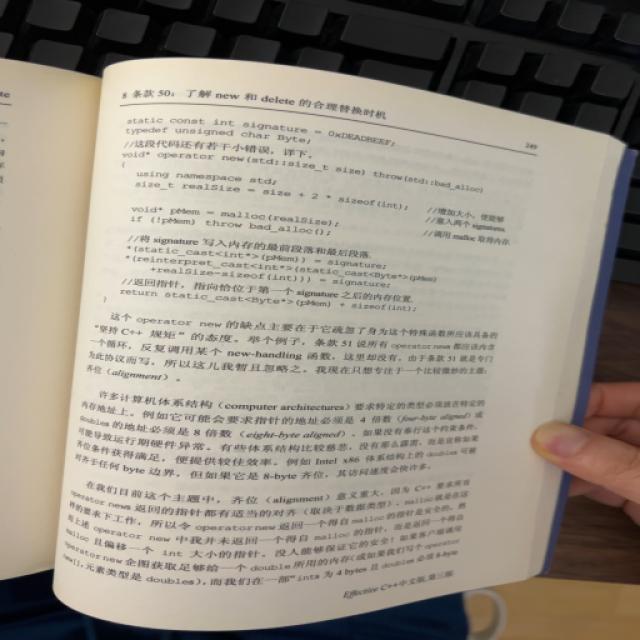 8 条款 50：了解 new 和 delete 的合理替换时机
249
static const int signature = 0xDEADBEEF;
typedef unsigned char Byte;
//这段代码还有若干小错误，详下。
void* operator new(std::size_t size) throw(std::bad_alloc)
{
using namespace std;
size_t realSize = size + 2 * sizeof(int); //增加大小，使能够
//塞入两个 signatures.
void* pMem = malloc(realSize); //调用 malloc 取得内存.
if (!pMem) throw bad_alloc();
//将 signature 写入内存的最前段落和最后段落.
*(static_cast<int*>(pMem)) = signature;
*(reinterpret_cast<int*>(static_cast<Byte*>(pMem)
+realSize-sizeof(int))) = signature;
//返回指针，指向恰位于第一个 signature 之后的内存位置.
return static_cast<Byte*>(pMem) + sizeof(int);
}
这个 operator new 的缺点主要在于它疏忽了身为这个特殊函数所应该具备的
“坚持 C++ 规矩” 的态度。举个例子，条款 51 说所有 operator news 都应该内含
一个循环，反复调用某个 new-handling 函数，这里却没有。由于条款 51 就是专门
为此协议而写，所以这儿我暂且忽略之。我现在只想专注于一个比较微妙的主题：
齐位（alignment）。
许多计算机体系结构（computer architectures）要求特定的类型必须放在特定的
内存地址上。例如它可能会要求指针的地址必须是 4 倍数（four-byte aligned）或
doubles 的地址必须是 8 倍数（eight-byte aligned）。如果没有奉行这个约束条件，
可能导致运行期硬件异常。有些体系结构比较慈悲，没有那么霹雳，而是宣称如果
齐位条件获得满足，便提供较佳效率。例如 Intel x86 体系结构上的 doubles 可被
对齐于任何 byte 边界，但如果它是 8-byte 齐位，其访问速度会快许多。
在我们目前这个主题中，齐位（alignment）意义重大，因为 C++ 要求所有
operator news 返回的指针都有适当的对齐（取决于数据类型）。malloc 就是在这
样的要求下工作，所以令 operator new 返回一个得自 malloc 的指针是安全的。然
而上述 operator new 中我并未返回一个得自 malloc 的指针，而是返回一个得自
malloc 且偏移一个 int 大小的指针。没人能够保证它的安全！如果客户端调用
operator new 企图获取足够给一个 double 所用的内存（或如果我们写个 operator
new[],元素类型是 doubles），而我们在一部“ints 为 4 bytes 且 doubles 必须 8-byte
Effective C++中文版，第三版